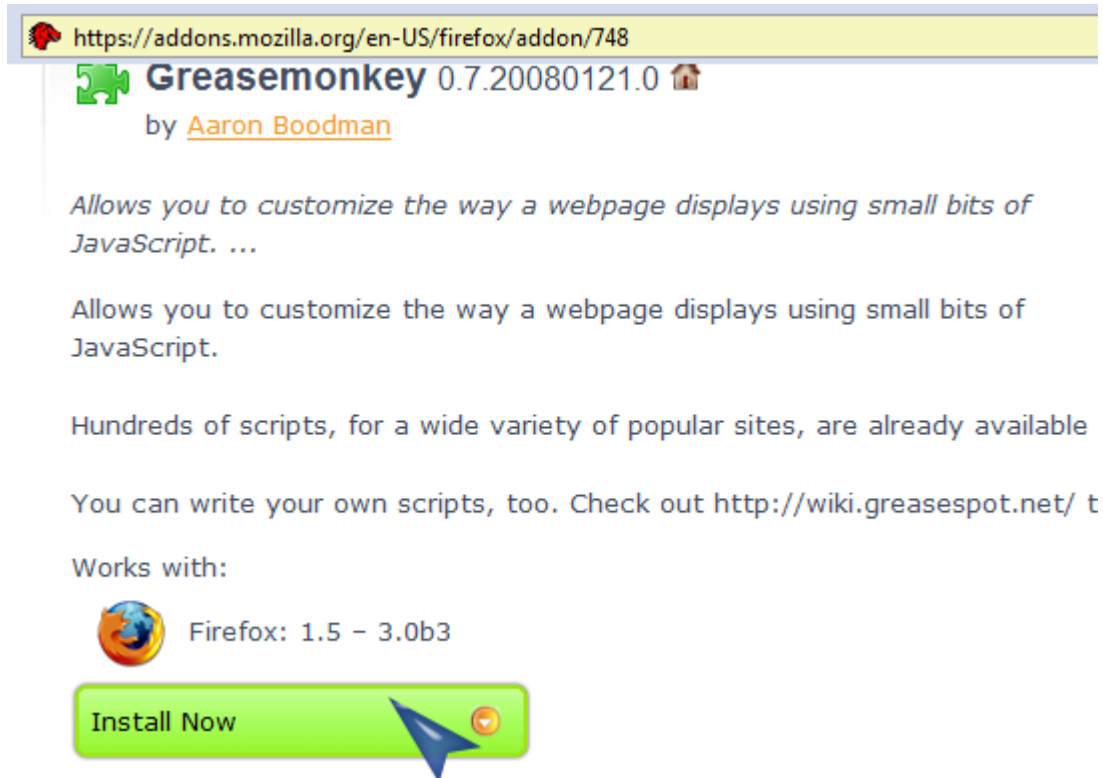 https://addons.mozilla.org/en-US/firefox/addon/748
Greasemonkey 0.7.20080121.0
by Aaron Boodman
Allows you to customize the way a webpage displays using small bits of
JavaScript. ...
Allows you to customize the way a webpage displays using small bits of
JavaScript.
Hundreds of scripts, for a wide variety of popular sites, are already available
You can write your own scripts, too. Check out http://wiki.greasespot.net/ t
Works with:
Firefox: 1.5 – 3.0b3
Install Now